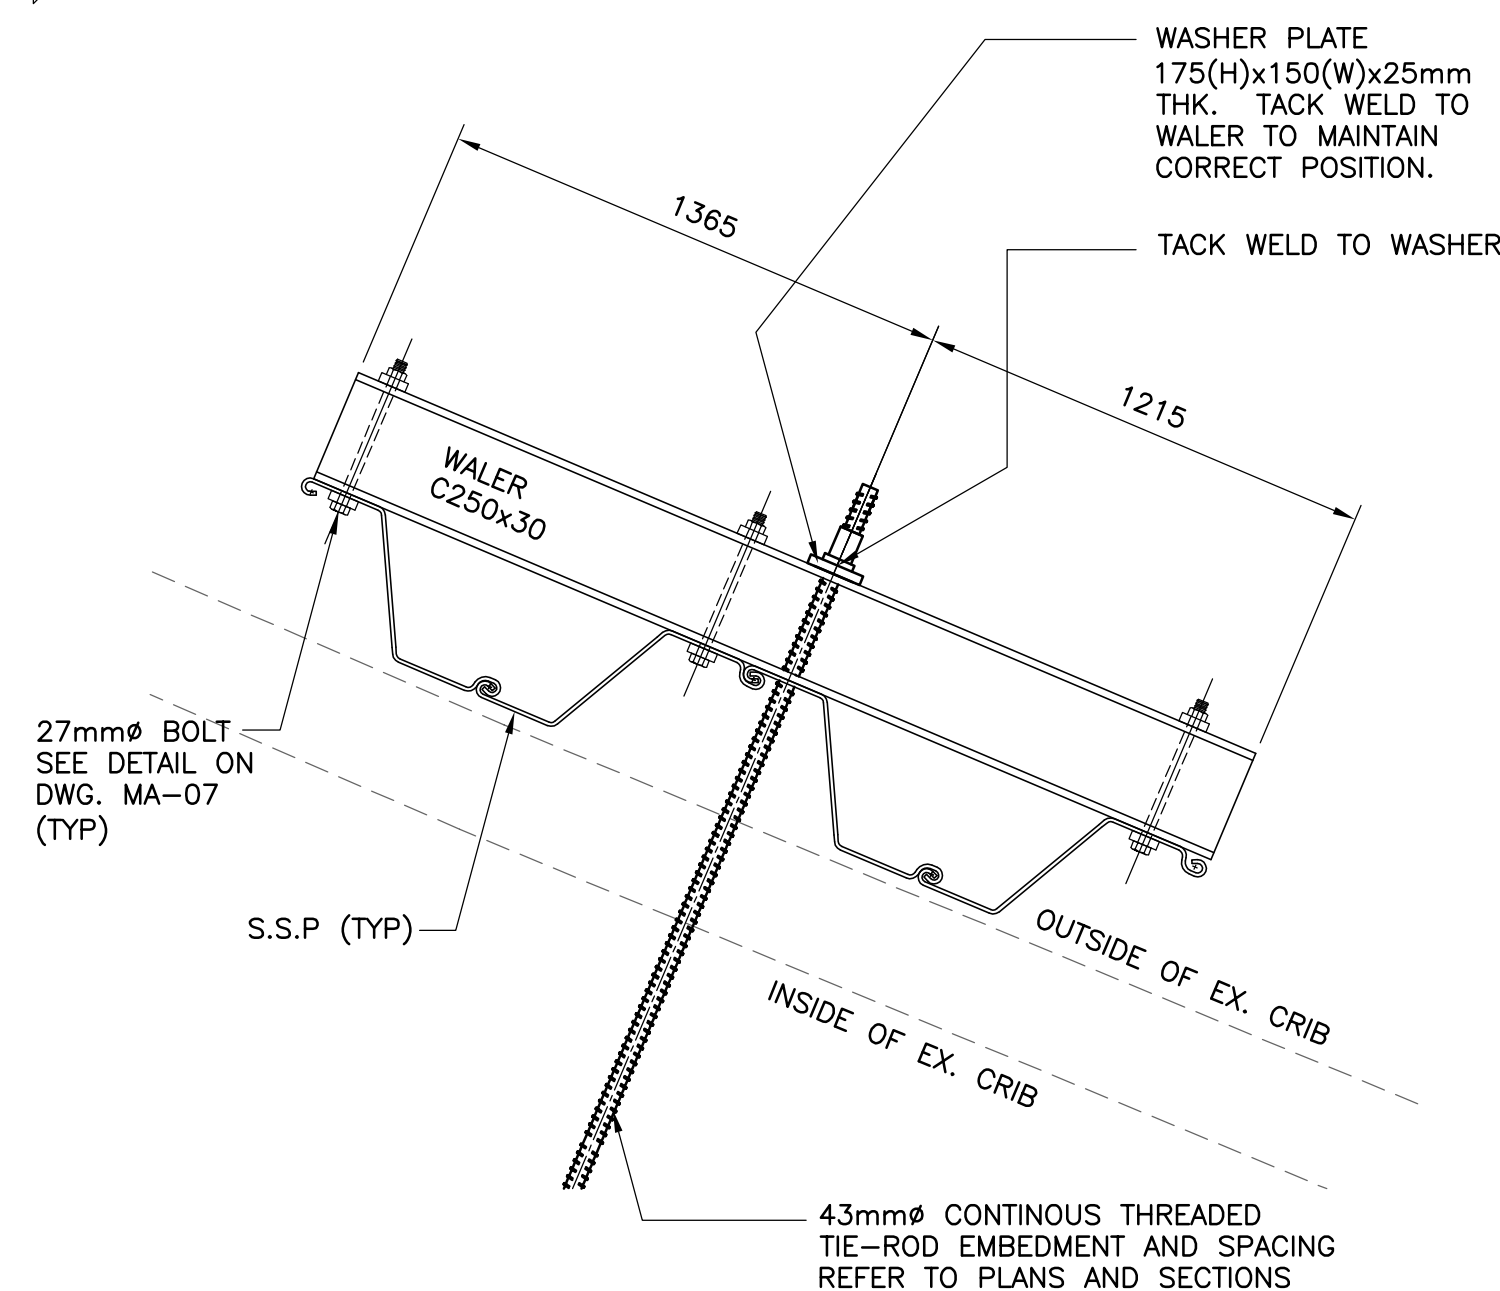 WASHER PLATE
175(H)x150(W)x25mm
THK. TACK WELD TO
WALER TO MAINTAIN
CORRECT POSITION.
1365
TACK WELD TO WASHER
1215
WALER
C250x30
27mmø BOLT
SEE DETAIL ON
DWG. MA-07
(TYP)
S.S.P (TYP)
OUTSIDE OF EX. CRIB
INSIDE OF EX. CRIB
43mmø CONTINOUS THREADED
TIE-ROD EMBEDMENT AND SPACING
REFER TO PLANS AND SECTIONS